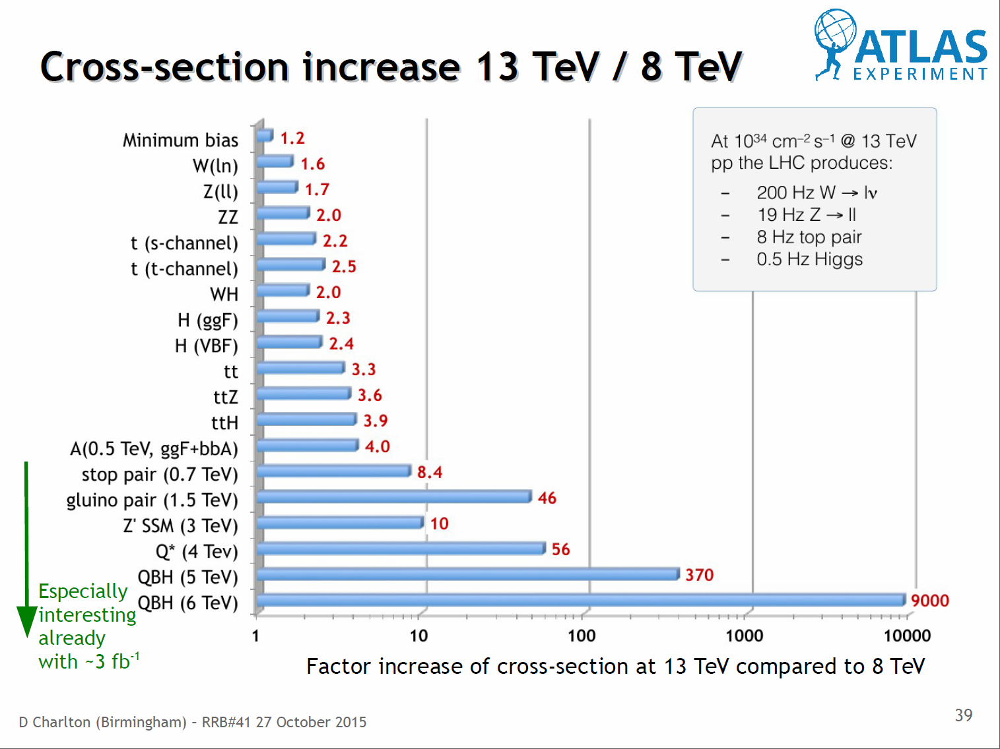 Cross-section increase 13 TeV / 8 TeV
ATLAS
EXPERIMENT
At 10³⁴ cm⁻² s⁻¹ @ 13 TeV
pp the LHC produces:
– 200 Hz W → lν
– 19 Hz Z → ll
– 8 Hz top pair
– 0.5 Hz Higgs
Minimum bias 1.2
W(ln) 1.6
Z(ll) 1.7
ZZ 2.0
t (s-channel) 2.2
t (t-channel) 2.5
WH 2.0
H (ggF) 2.3
H (VBF) 2.4
tt 3.3
ttZ 3.6
ttH 3.9
A(0.5 TeV, ggF+bbA) 4.0
stop pair (0.7 TeV) 8.4
gluino pair (1.5 TeV) 46
Z' SSM (3 TeV) 10
Q* (4 Tev) 56
QBH (5 TeV) 370
QBH (6 TeV) 9000
Especially
interesting
already
with ~3 fb⁻¹
1 10 100 1000 10000
Factor increase of cross-section at 13 TeV compared to 8 TeV
D Charlton (Birmingham) – RRB#41 27 October 2015
39